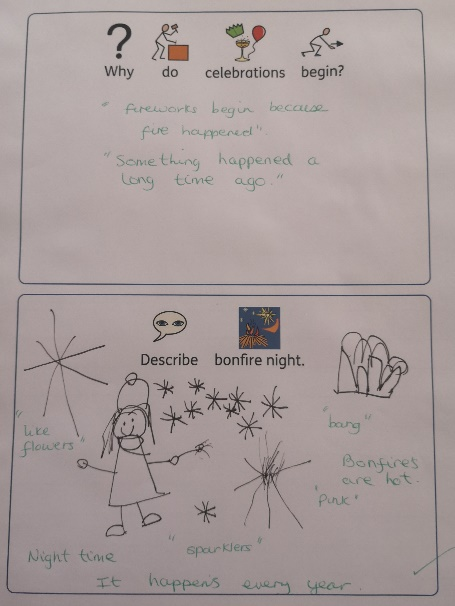 ?
Why do celebrations begin?
"fireworks begin because
fire happened".
"Something happened a
long time ago."
Describe bonfire night.
"like
flowers"
"bang"
Bonfires
are hot.
"Pink"
"sparklers"
Night time
It happens every year.